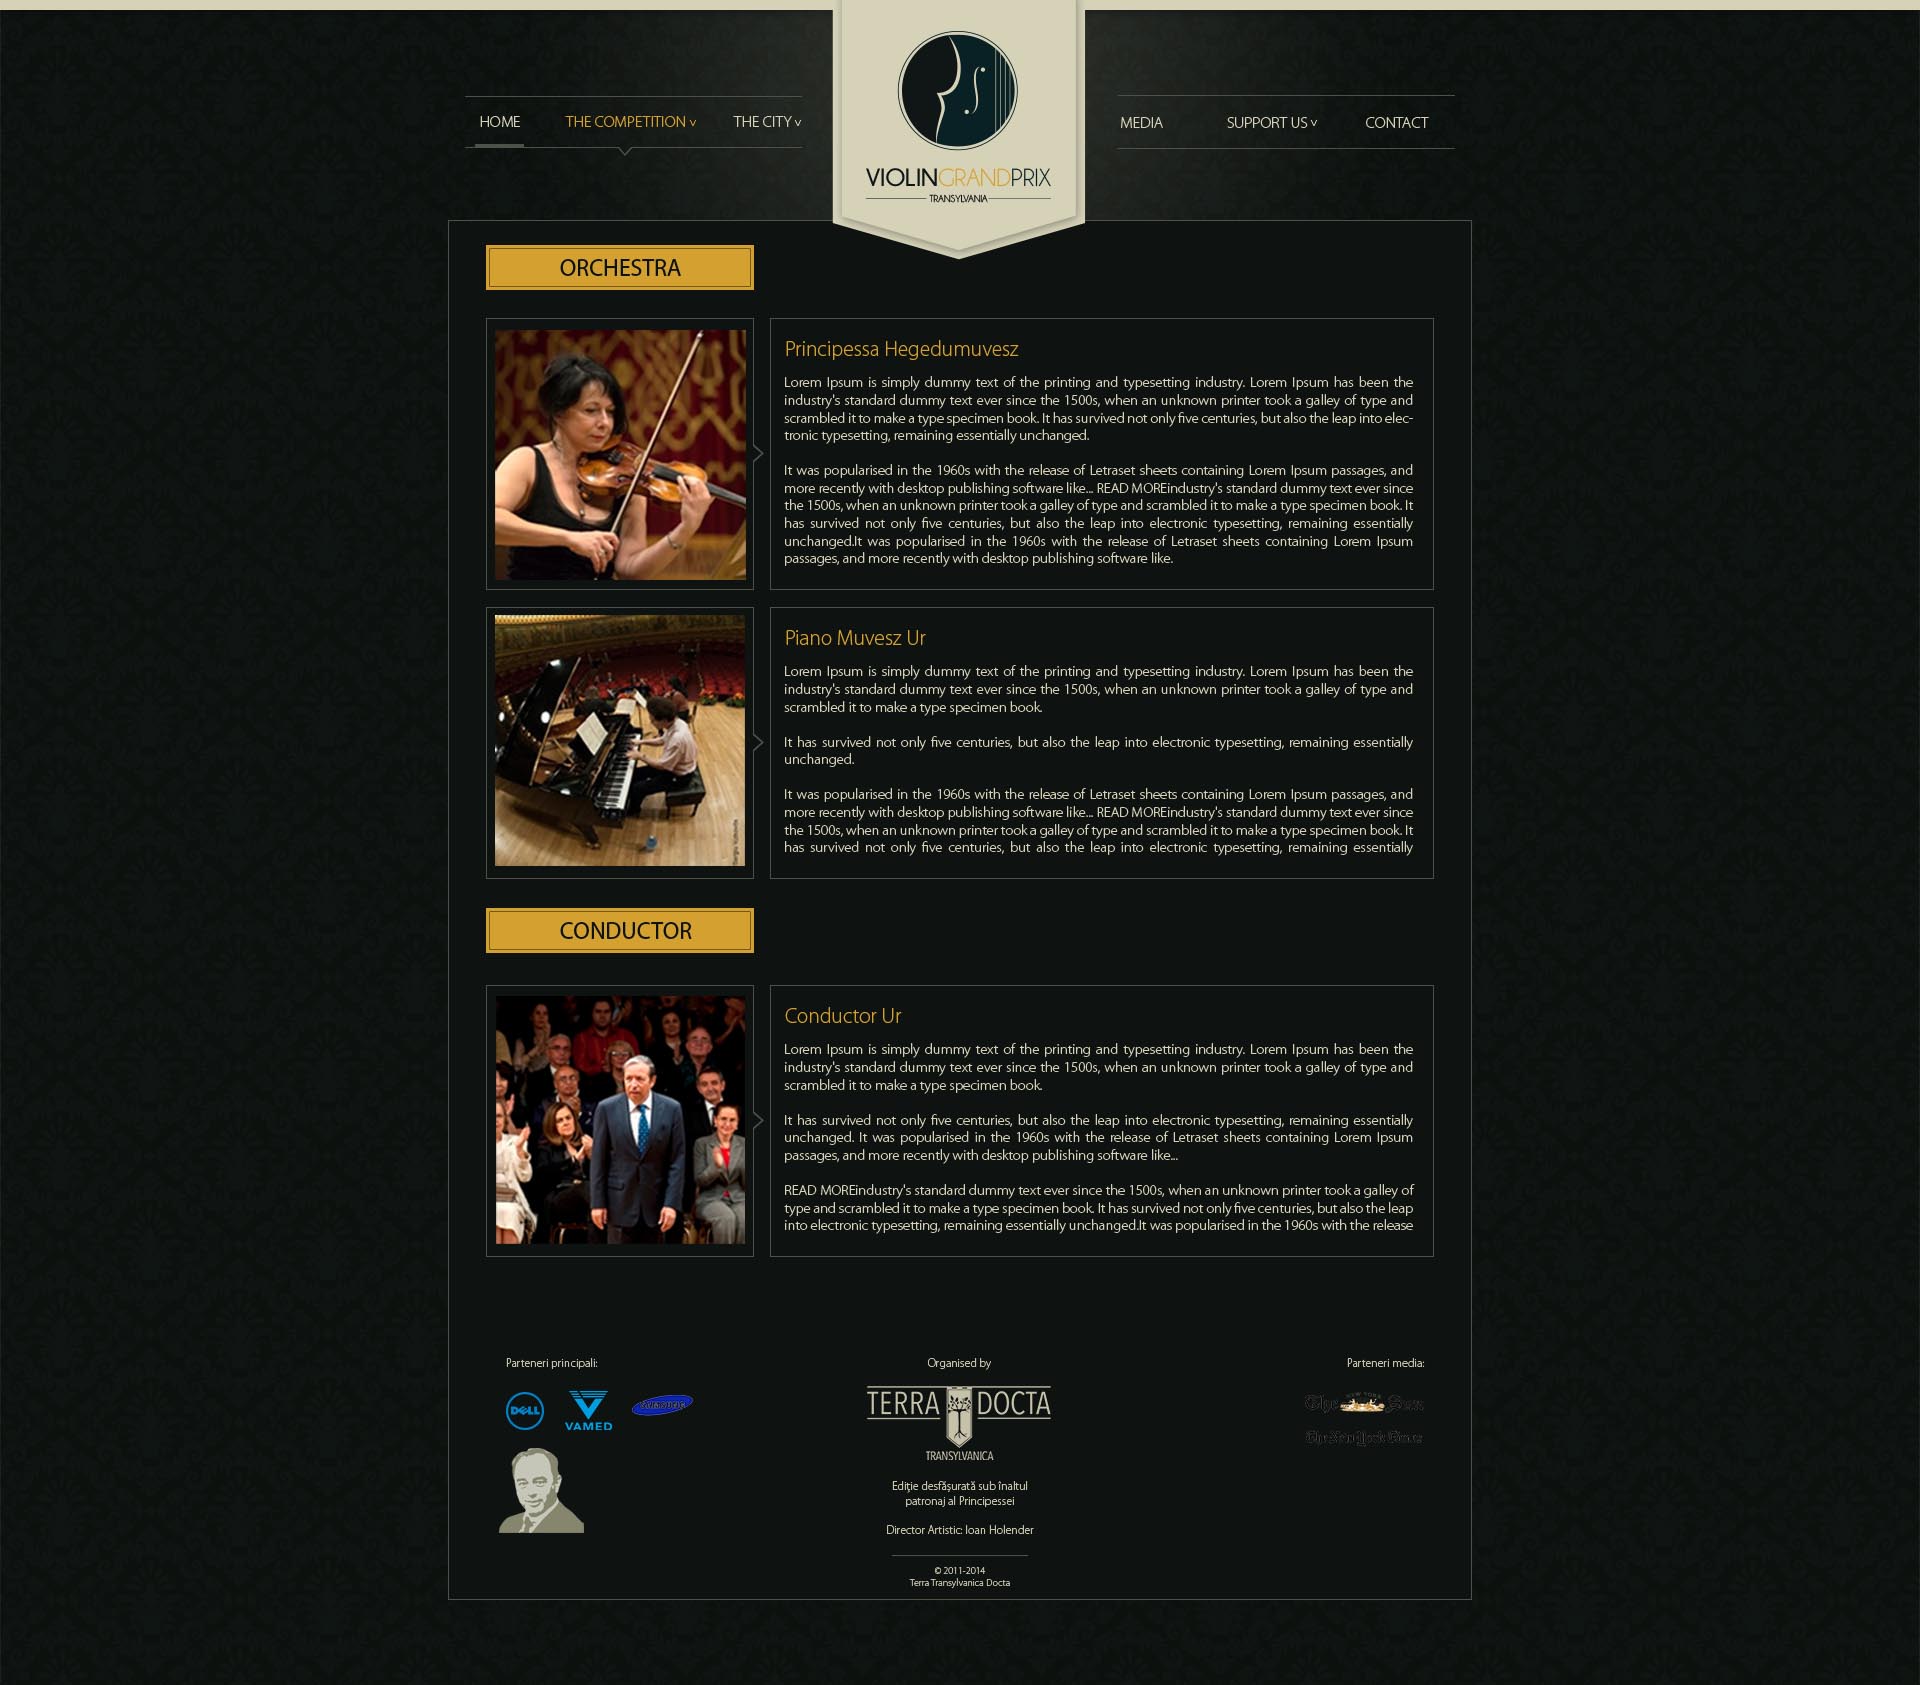 HOME
THE COMPETITION v
THE CITY v
VIOLINGRANDPRIX
TRANSYLVANIA
MEDIA
SUPPORT US v
CONTACT
ORCHESTRA
Principessa Hegedumuvesz
Lorem Ipsum is simply dummy text of the printing and typesetting industry. Lorem Ipsum has been the
industry's standard dummy text ever since the 1500s, when an unknown printer took a galley of type and
scrambled it to make a type specimen book. It has survived not only five centuries, but also the leap into elec-
tronic typesetting, remaining essentially unchanged.
It was popularised in the 1960s with the release of Letraset sheets containing Lorem Ipsum passages, and
more recently with desktop publishing software like... READ MOREindustry's standard dummy text ever since
the 1500s, when an unknown printer took a galley of type and scrambled it to make a type specimen book. It
has survived not only five centuries, but also the leap into electronic typesetting, remaining essentially
unchanged.It was popularised in the 1960s with the release of Letraset sheets containing Lorem Ipsum
passages, and more recently with desktop publishing software like.
Piano Muvesz Ur
Lorem Ipsum is simply dummy text of the printing and typesetting industry. Lorem Ipsum has been the
industry's standard dummy text ever since the 1500s, when an unknown printer took a galley of type and
scrambled it to make a type specimen book.
It has survived not only five centuries, but also the leap into electronic typesetting, remaining essentially
unchanged.
It was popularised in the 1960s with the release of Letraset sheets containing Lorem Ipsum passages, and
more recently with desktop publishing software like... READ MOREindustry's standard dummy text ever since
the 1500s, when an unknown printer took a galley of type and scrambled it to make a type specimen book. It
has survived not only five centuries, but also the leap into electronic typesetting, remaining essentially
CONDUCTOR
Conductor Ur
Lorem Ipsum is simply dummy text of the printing and typesetting industry. Lorem Ipsum has been the
industry's standard dummy text ever since the 1500s, when an unknown printer took a galley of type and
scrambled it to make a type specimen book.
It has survived not only five centuries, but also the leap into electronic typesetting, remaining essentially
unchanged. It was popularised in the 1960s with the release of Letraset sheets containing Lorem Ipsum
passages, and more recently with desktop publishing software like...
READ MOREindustry's standard dummy text ever since the 1500s, when an unknown printer took a galley of
type and scrambled it to make a type specimen book. It has survived not only five centuries, but also the leap
into electronic typesetting, remaining essentially unchanged.It was popularised in the 1960s with the release
Parteneri principali:
DELL
VAMED
SAMSUNG
Organised by
TERRA DOCTA
TRANSYLVANICA
Ediţie desfăşurată sub înaltul
patronaj al Principessei
Director Artistic: Ioan Holender
© 2011-2014
Terra Transylvanica Docta
Parteneri media:
The Sun
NEW YORK
The New York Times